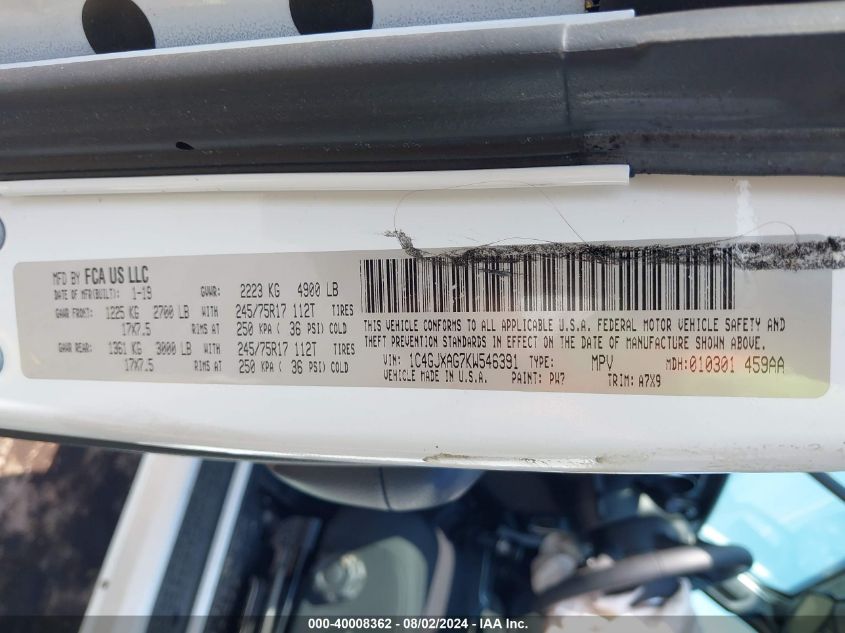 MFD BY FCA US LLC
DATE OF MFR(BUILT): 1-19 GVWR: 2223 KG 4900 LB
GAWR FRONT: 1225 KG 2700 LB WITH 245/75R17 112T TIRES
17X7.5 RIMS AT 250 KPA ( 36 PSI) COLD
GAWR REAR: 1361 KG 3000 LB WITH 245/75R17 112T TIRES
17X7.5 RIMS AT 250 KPA ( 36 PSI) COLD
THIS VEHICLE CONFORMS TO ALL APPLICABLE U.S.A. FEDERAL MOTOR VEHICLE SAFETY AND
THEFT PREVENTION STANDARDS IN EFFECT ON THE DATE OF MANUFACTURE SHOWN ABOVE.
VIN: 1C4GJXAG7KW546391 TYPE: MPV MDH:010301 459AA
VEHICLE MADE IN U.S.A. PAINT: PW7 TRIM: A7X9
000-40008362 - 08/02/2024 - IAA Inc.